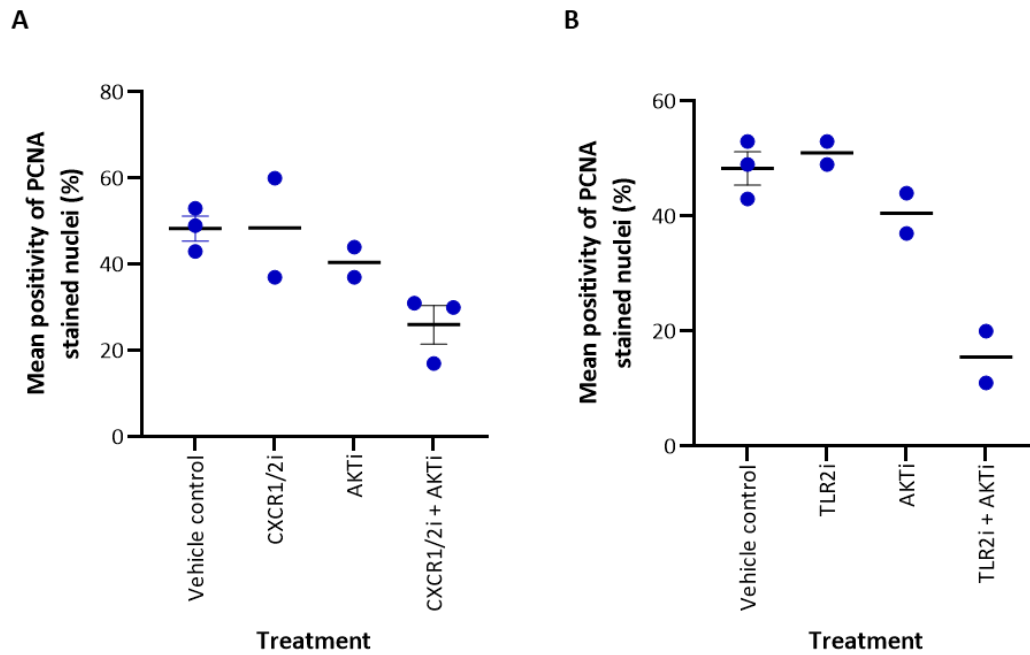 A
Mean positivity of PCNA
stained nuclei (%)
80
60
40
20
0
Vehicle control
CXCR1/2i
AKTi
CXCR1/2i + AKTi
Treatment
B
Mean positivity of PCNA
stained nuclei (%)
60
40
20
0
Vehicle control
TLR2i
AKTi
TLR2i + AKTi
Treatment